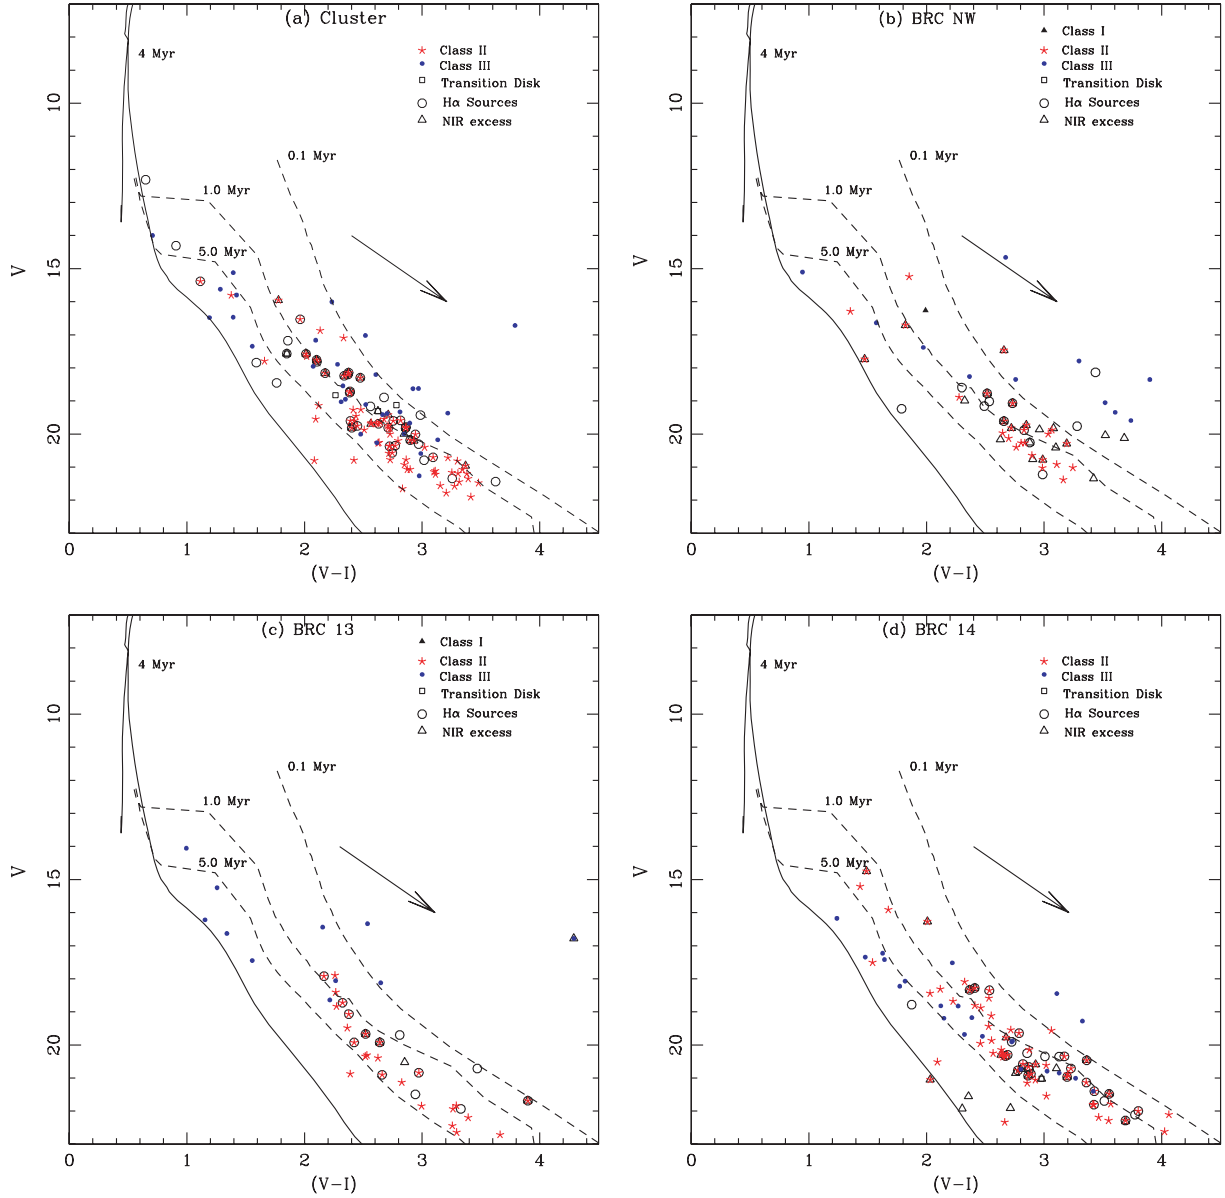 (a) Cluster
4 Myr
Class II
Class III
Transition Disk
Hα Sources
NIR excess
0.1 Myr
1.0 Myr
5.0 Myr
10
15
20
V
0 1 2 3 4
(V−I)
(b) BRC NW
4 Myr
Class I
Class II
Class III
Transition Disk
Hα Sources
NIR excess
0.1 Myr
1.0 Myr
5.0 Myr
10
15
20
V
0 1 2 3 4
(V−I)
(c) BRC 13
4 Myr
Class I
Class II
Class III
Transition Disk
Hα Sources
NIR excess
0.1 Myr
1.0 Myr
5.0 Myr
10
15
20
V
0 1 2 3 4
(V−I)
(d) BRC 14
4 Myr
Class II
Class III
Transition Disk
Hα Sources
NIR excess
0.1 Myr
1.0 Myr
5.0 Myr
10
15
20
V
0 1 2 3 4
(V−I)